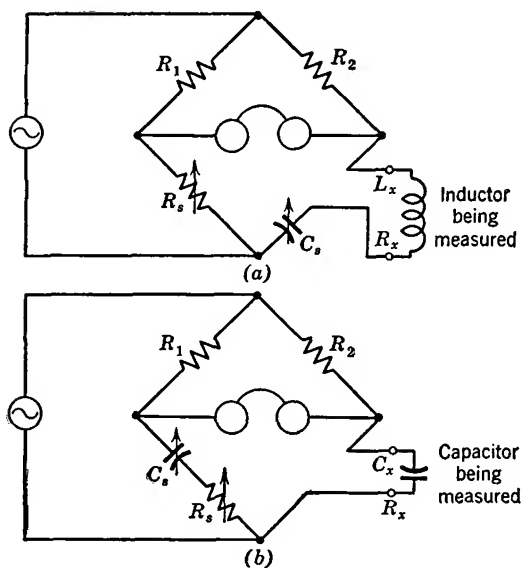 R₁
R₂
Rₛ
Cₛ
Lₓ
Rₓ
Inductor
being
measured
(a)
R₁
R₂
Cₛ
Rₛ
Cₓ
Rₓ
Capacitor
being
measured
(b)